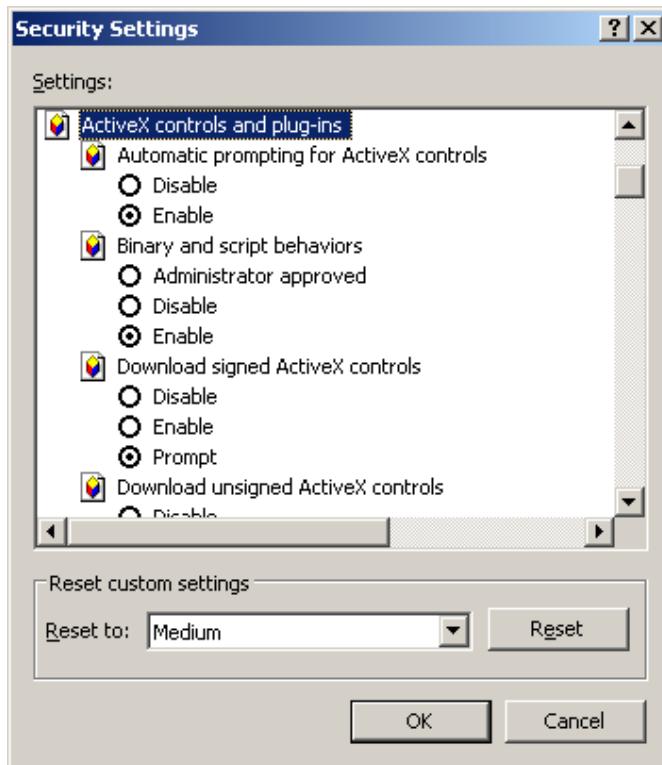 Security Settings
Settings:
ActiveX controls and plug-ins
Automatic prompting for ActiveX controls
Disable
Enable
Binary and script behaviors
Administrator approved
Disable
Enable
Download signed ActiveX controls
Disable
Enable
Prompt
Download unsigned ActiveX controls
Disable
Reset custom settings
Reset to: Medium Reset
OK Cancel